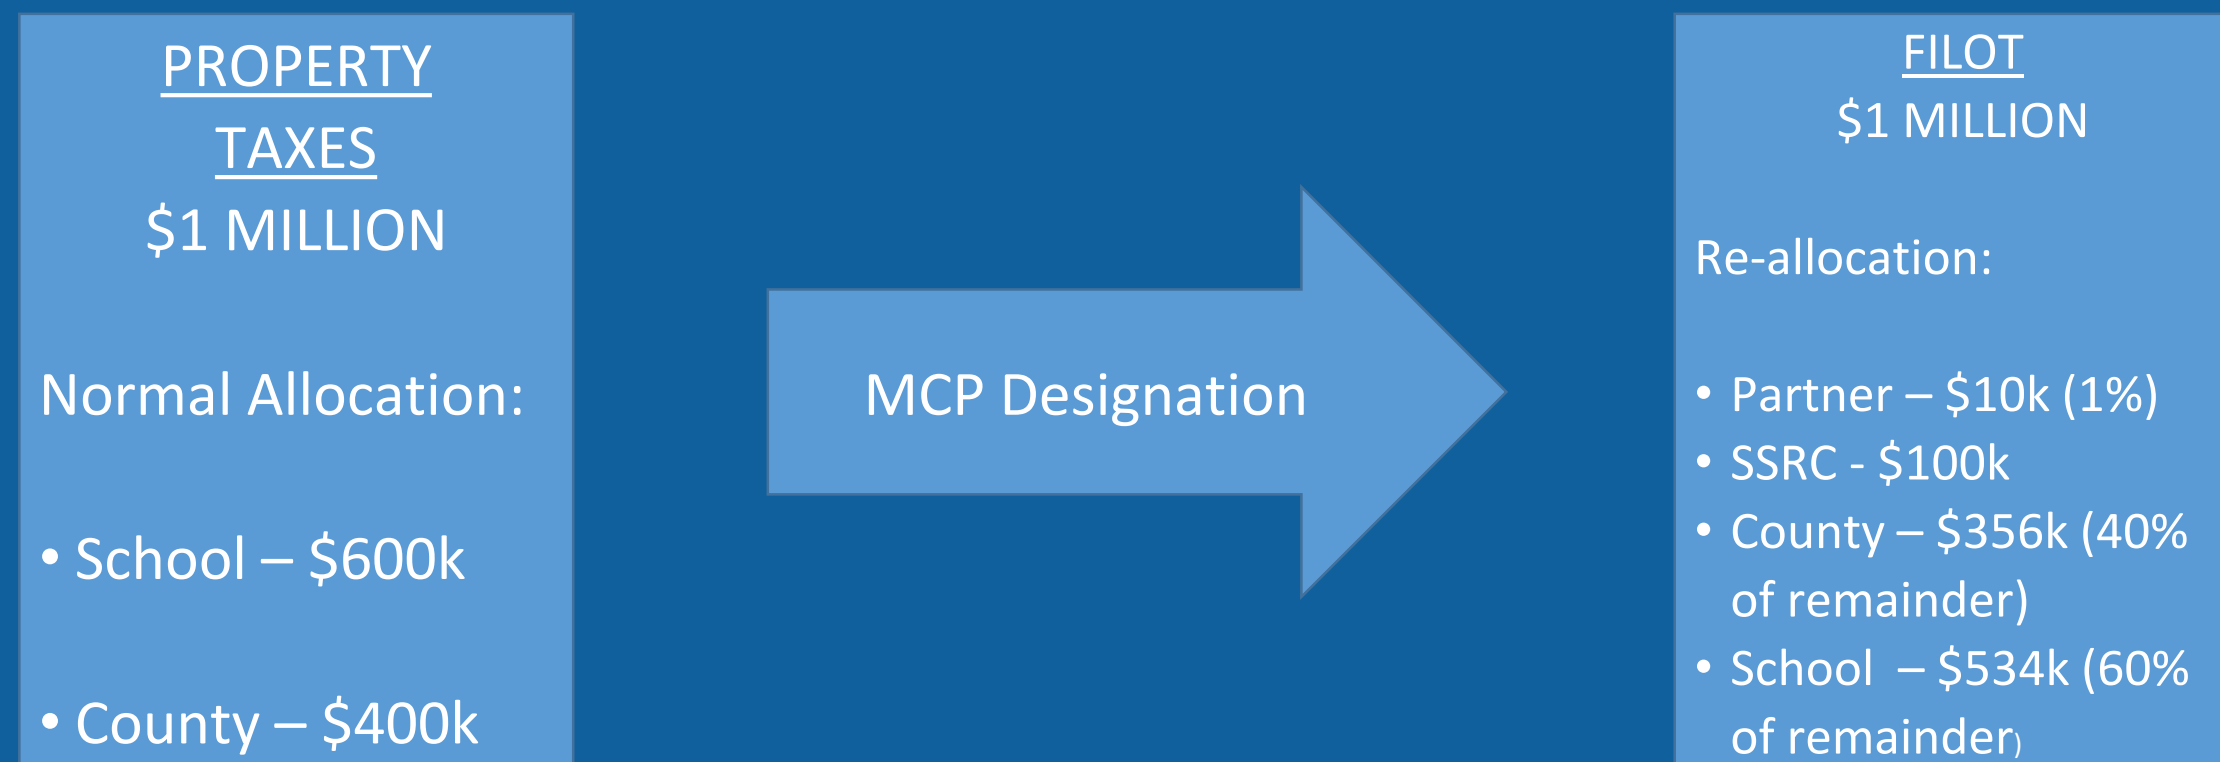 PROPERTY
TAXES
$1 MILLION
Normal Allocation:
• School – $600k
• County – $400k
MCP Designation
FILOT
$1 MILLION
Re-allocation:
• Partner – $10k (1%)
• SSRC - $100k
• County – $356k (40%
of remainder)
• School – $534k (60%
of remainder)